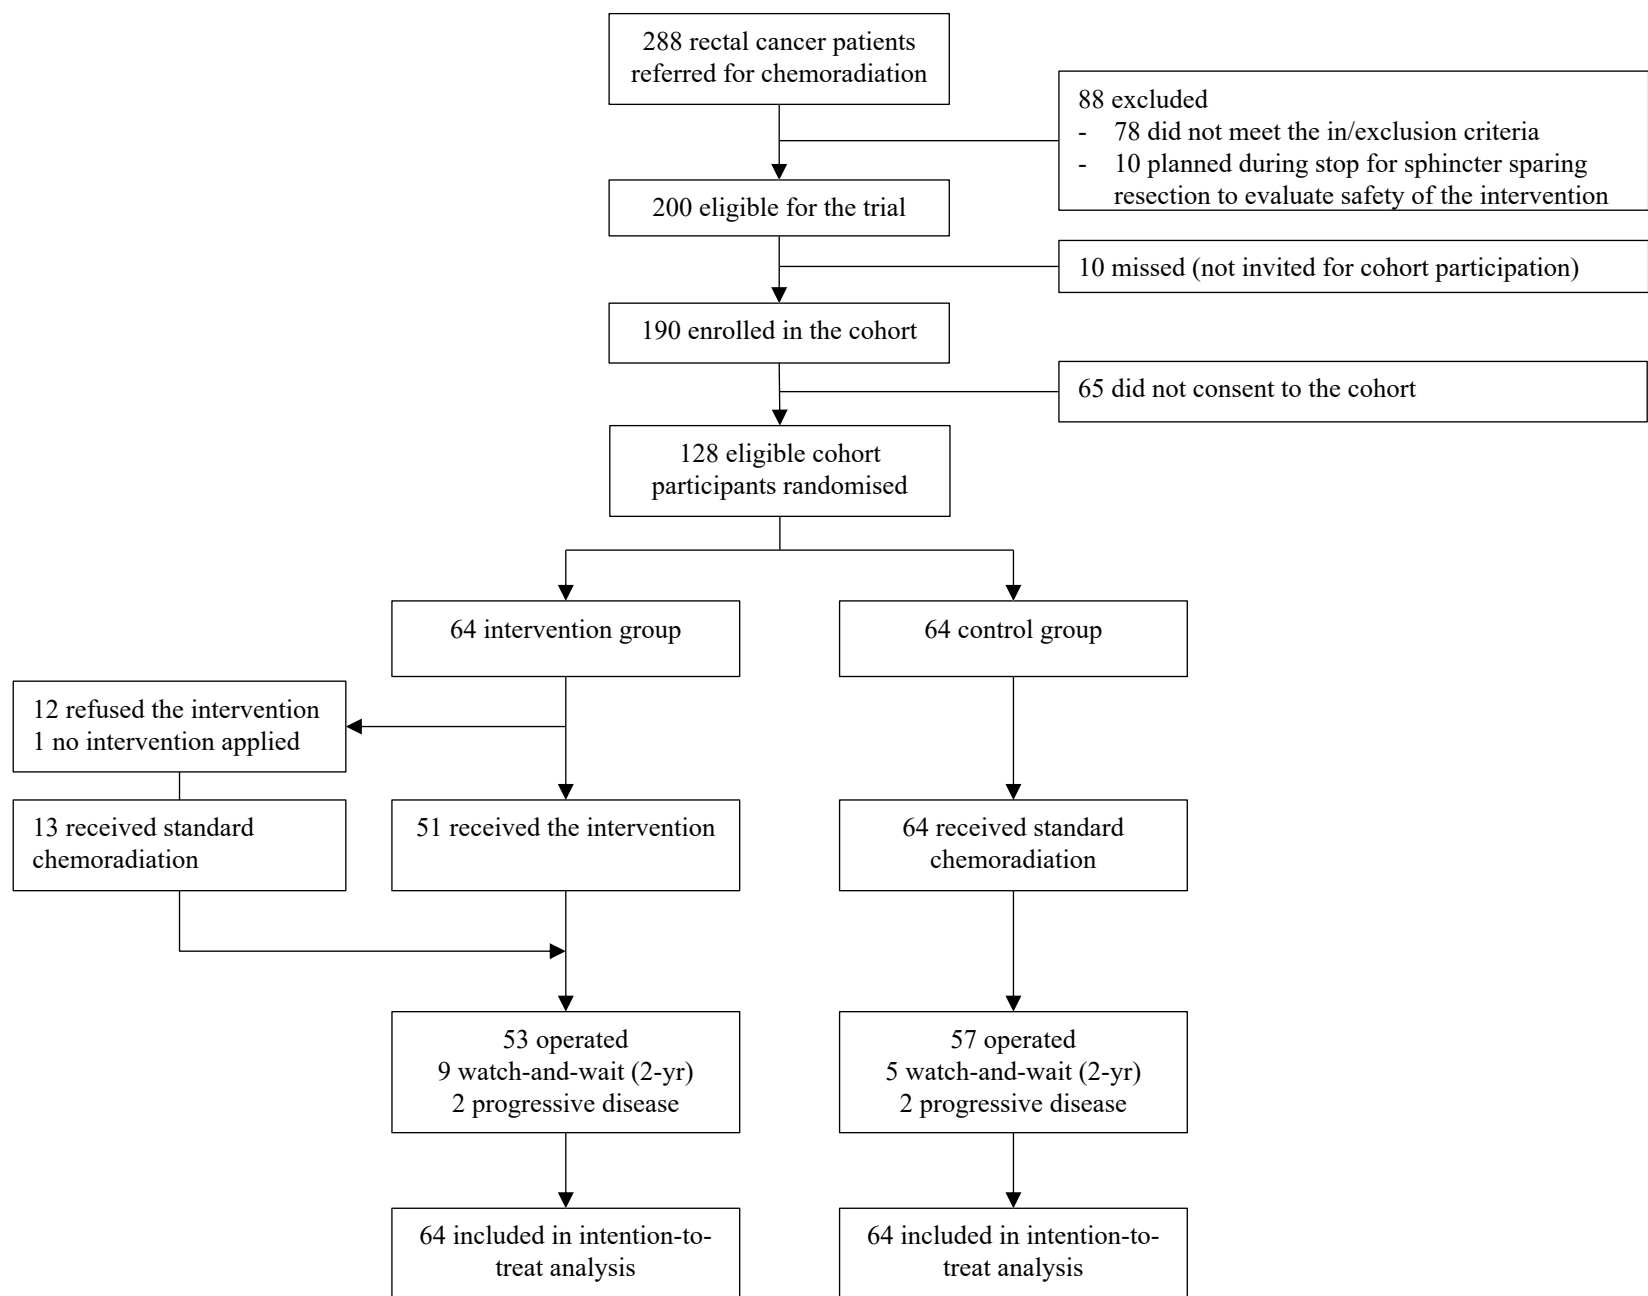 288 rectal cancer patients
referred for chemoradiation
88 excluded
- 78 did not meet the in/exclusion criteria
- 10 planned during stop for sphincter sparing
resection to evaluate safety of the intervention
200 eligible for the trial
10 missed (not invited for cohort participation)
190 enrolled in the cohort
65 did not consent to the cohort
128 eligible cohort
participants randomised
64 intervention group
64 control group
12 refused the intervention
1 no intervention applied
13 received standard
chemoradiation
51 received the intervention
64 received standard
chemoradiation
53 operated
9 watch-and-wait (2-yr)
2 progressive disease
57 operated
5 watch-and-wait (2-yr)
2 progressive disease
64 included in intention-to-
treat analysis
64 included in intention-to-
treat analysis